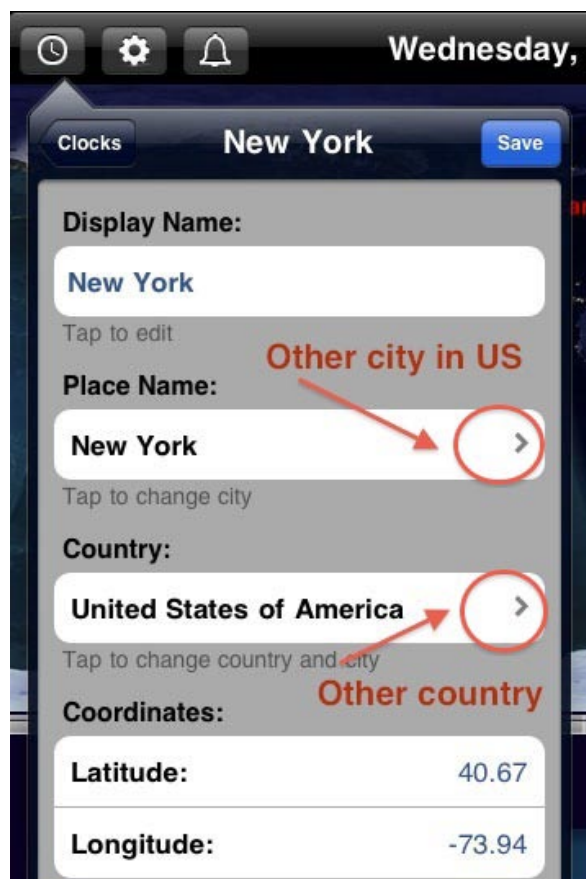 Wednesday,
Clocks New York Save
Display Name:
New York
Tap to edit
Other city in US
Place Name:
New York
Tap to change city
Country:
United States of America
Tap to change country and city
Other country
Coordinates:
Latitude: 40.67
Longitude: -73.94